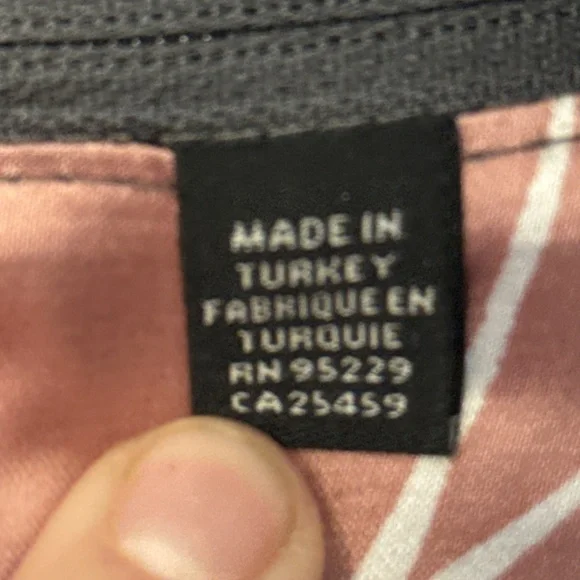 MADE IN
TURKEY
FABRIQUE EN
TURQUIE
RN 95229
CA 25459